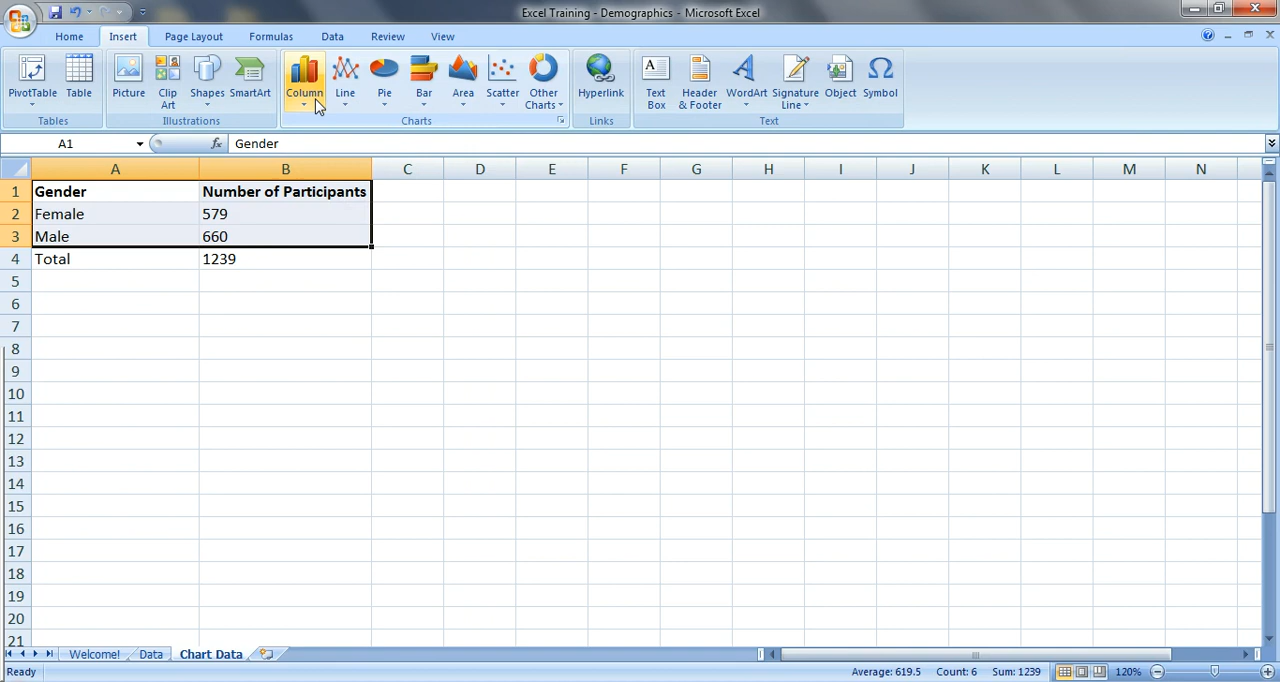 Excel Training - Demographics - Microsoft Excel
Home Insert Page Layout Formulas Data Review View
PivotTable Table Picture Clip Art Shapes SmartArt Column Line Pie Bar Area Scatter Other Charts Hyperlink Text Box Header & Footer WordArt Signature Line Object Symbol
Tables Illustrations Charts Links Text
A1 fx Gender
A B C D E F G H I J K L M N
1 Gender Number of Participants
2 Female 579
3 Male 660
4 Total 1239
5
6
7
8
9
10
11
12
13
14
15
16
17
18
19
20
21
Welcome! Data Chart Data
Ready Average: 619.5 Count: 6 Sum: 1239 120%